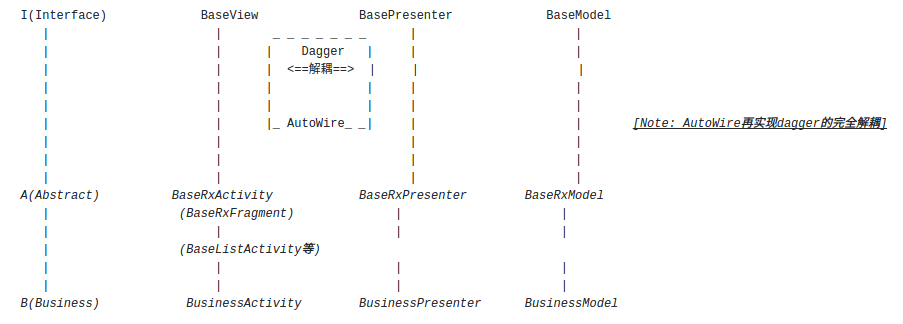 I(Interface) BaseView BasePresenter BaseModel
Dagger
<==解耦==>
_ AutoWire_ _ [Note: AutoWire再实现dagger的完全解耦]
A(Abstract) BaseRxActivity BaseRxPresenter BaseRxModel
(BaseRxFragment)
(BaseListActivity等)
B(Business) BusinessActivity BusinessPresenter BusinessModel